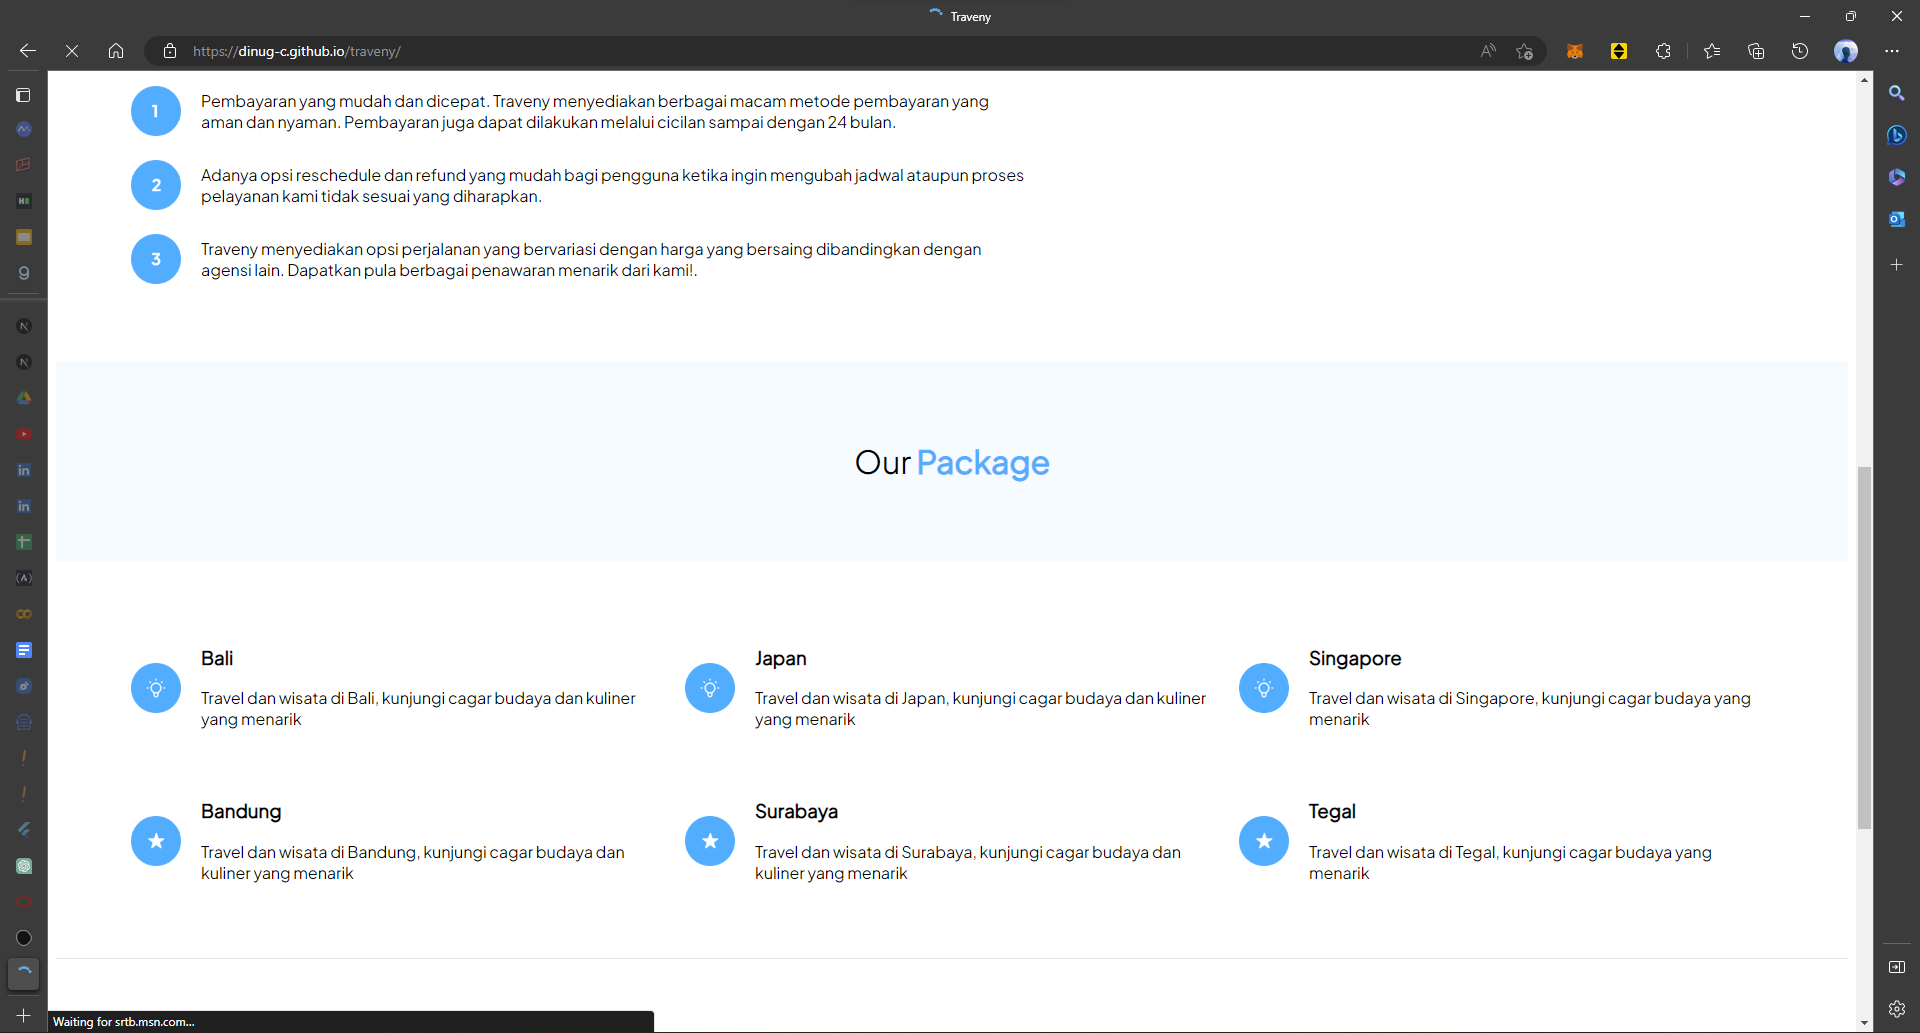 Traveny
https://dinug-c.github.io/traveny/
1
Pembayaran yang mudah dan dicepat. Traveny menyediakan berbagai macam metode pembayaran yang
aman dan nyaman. Pembayaran juga dapat dilakukan melalui cicilan sampai dengan 24 bulan.
2
Adanya opsi reschedule dan refund yang mudah bagi pengguna ketika ingin mengubah jadwal ataupun proses
pelayanan kami tidak sesuai yang diharapkan.
3
Traveny menyediakan opsi perjalanan yang bervariasi dengan harga yang bersaing dibandingkan dengan
agensi lain. Dapatkan pula berbagai penawaran menarik dari kami!.
Our Package
Bali
Travel dan wisata di Bali, kunjungi cagar budaya dan kuliner
yang menarik
Japan
Travel dan wisata di Japan, kunjungi cagar budaya dan kuliner
yang menarik
Singapore
Travel dan wisata di Singapore, kunjungi cagar budaya yang
menarik
Bandung
Travel dan wisata di Bandung, kunjungi cagar budaya dan
kuliner yang menarik
Surabaya
Travel dan wisata di Surabaya, kunjungi cagar budaya dan
kuliner yang menarik
Tegal
Travel dan wisata di Tegal, kunjungi cagar budaya yang
menarik
Waiting for srtb.msn.com...